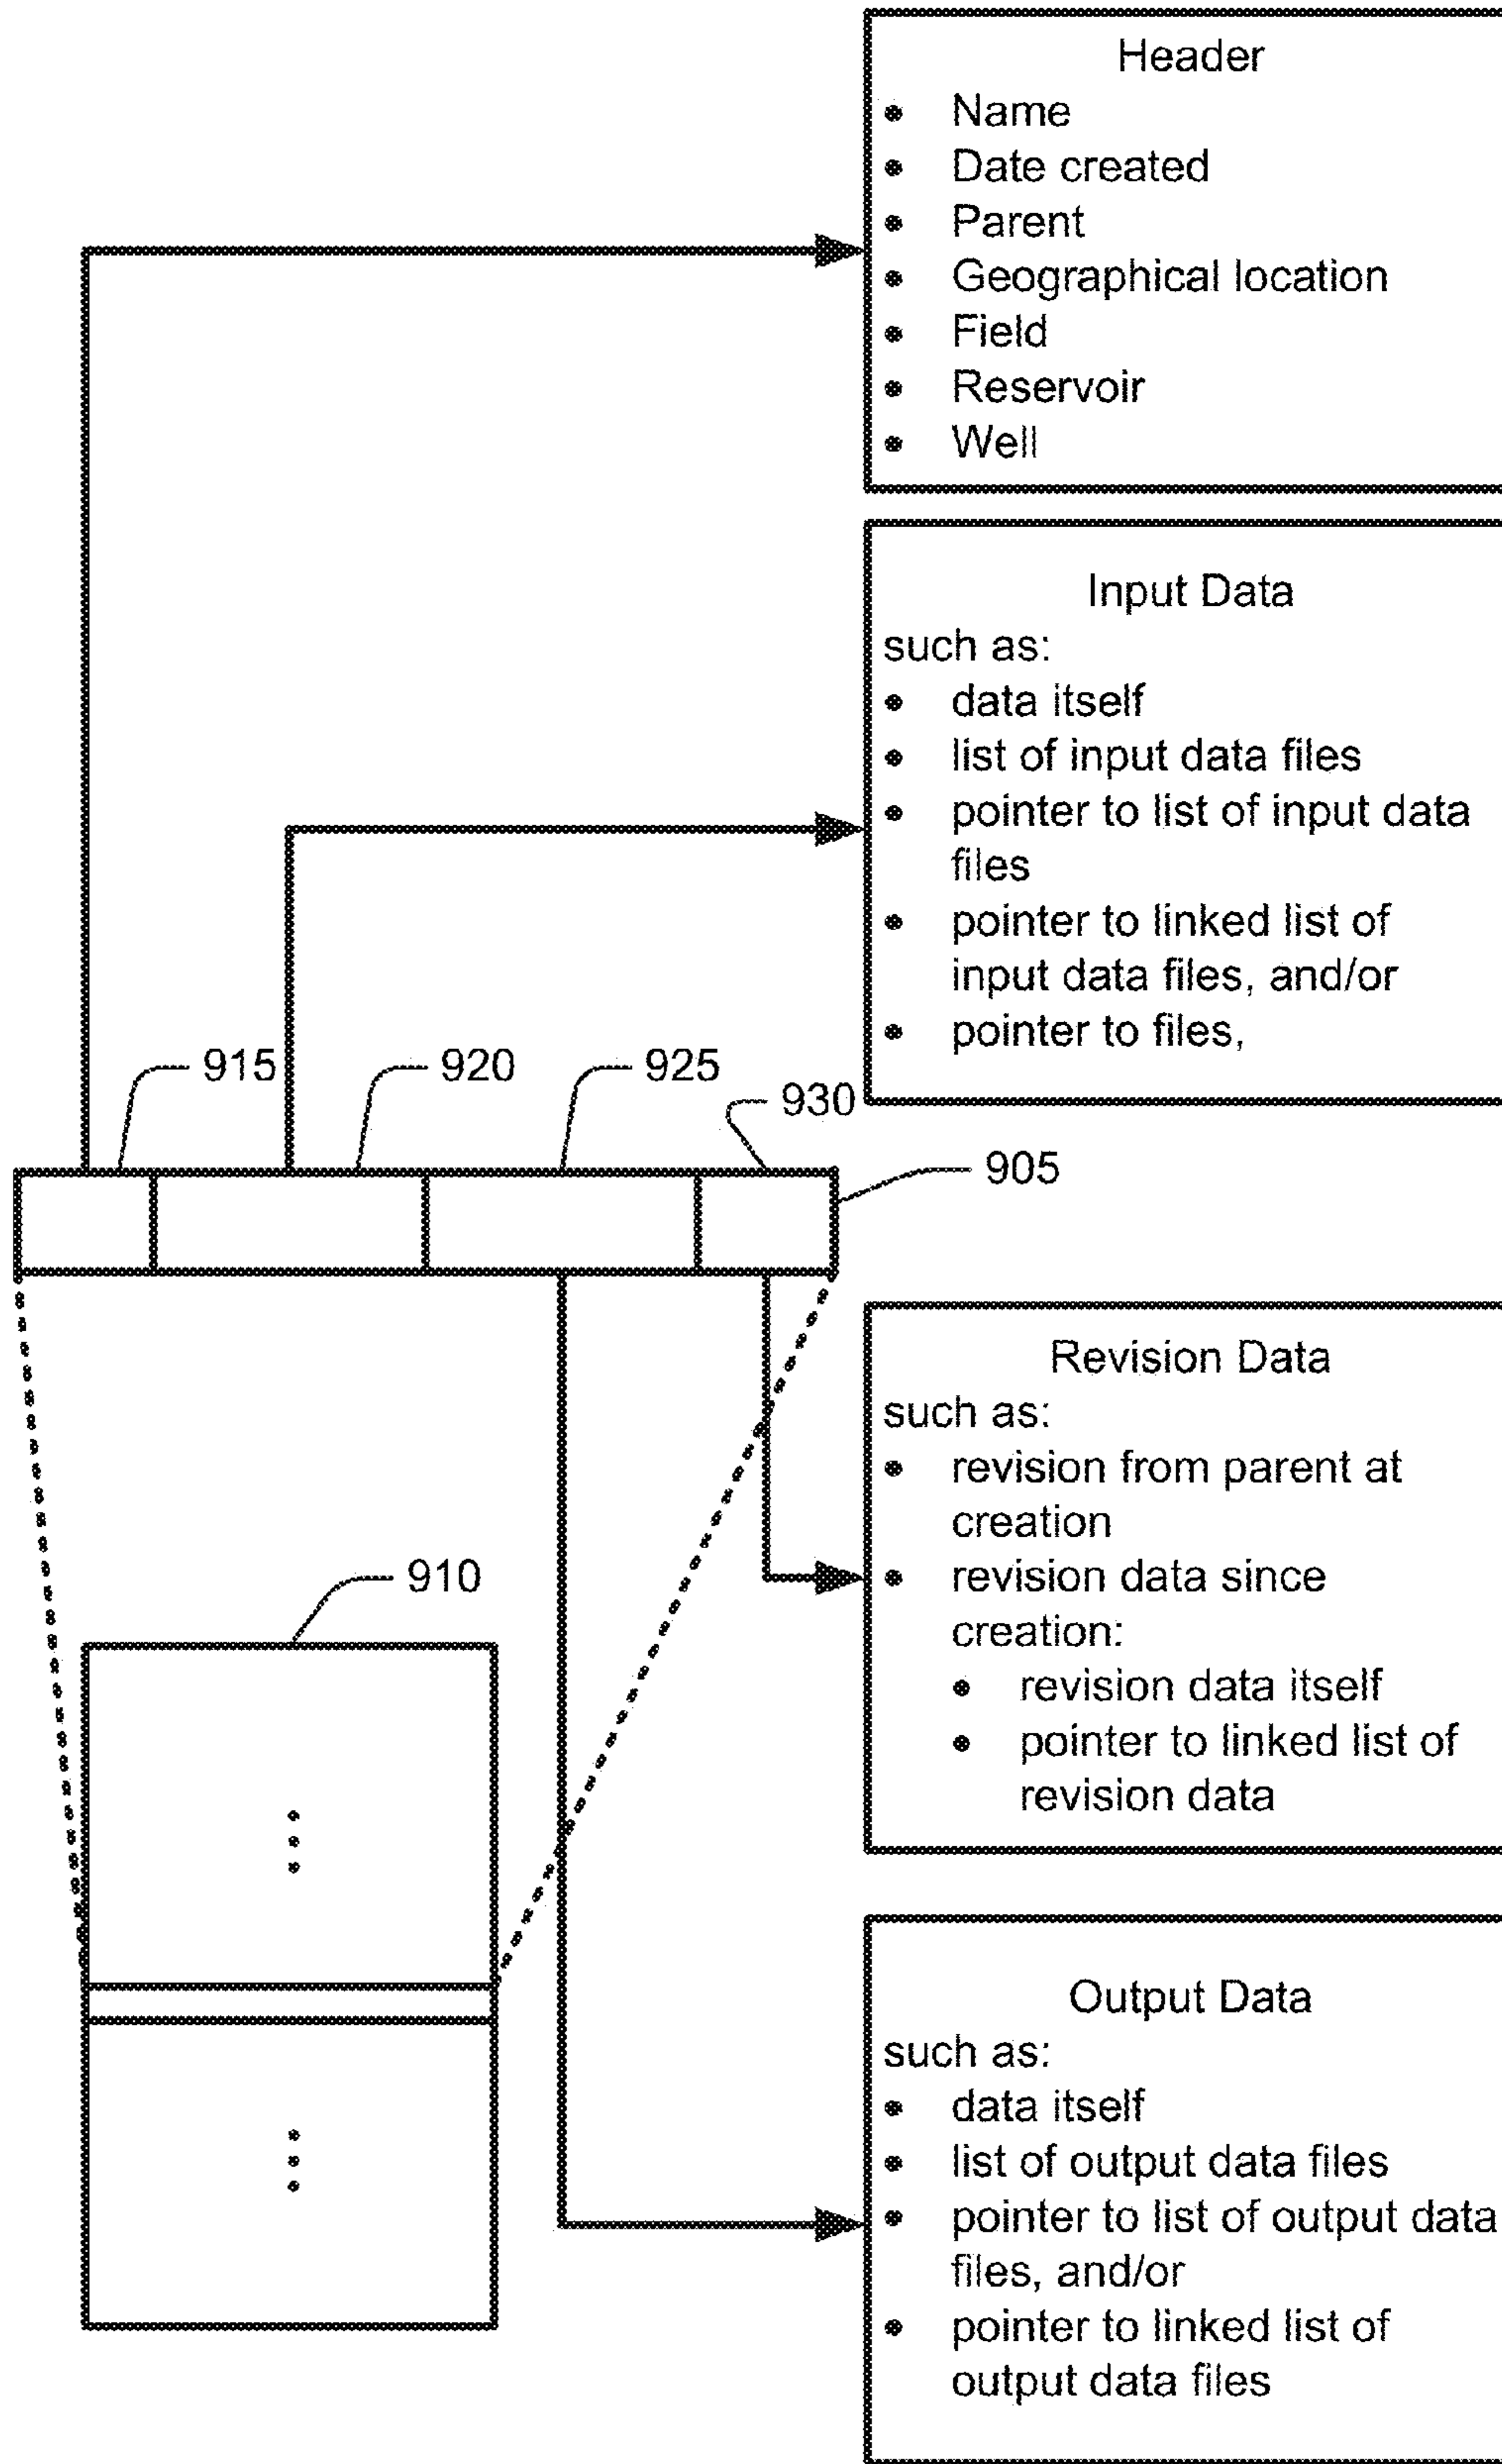 Header
• Name
• Date created
• Parent
• Geographical location
• Field
• Reservoir
• Well
Input Data
such as:
• data itself
• list of input data files
• pointer to list of input data
files
• pointer to linked list of
input data files, and/or
• pointer to files,
915
920
925
930
905
Revision Data
such as:
• revision from parent at
creation
• revision data since
creation:
• revision data itself
• pointer to linked list of
revision data
910
Output Data
such as:
• data itself
• list of output data files
• pointer to list of output data
files, and/or
• pointer to linked list of
output data files